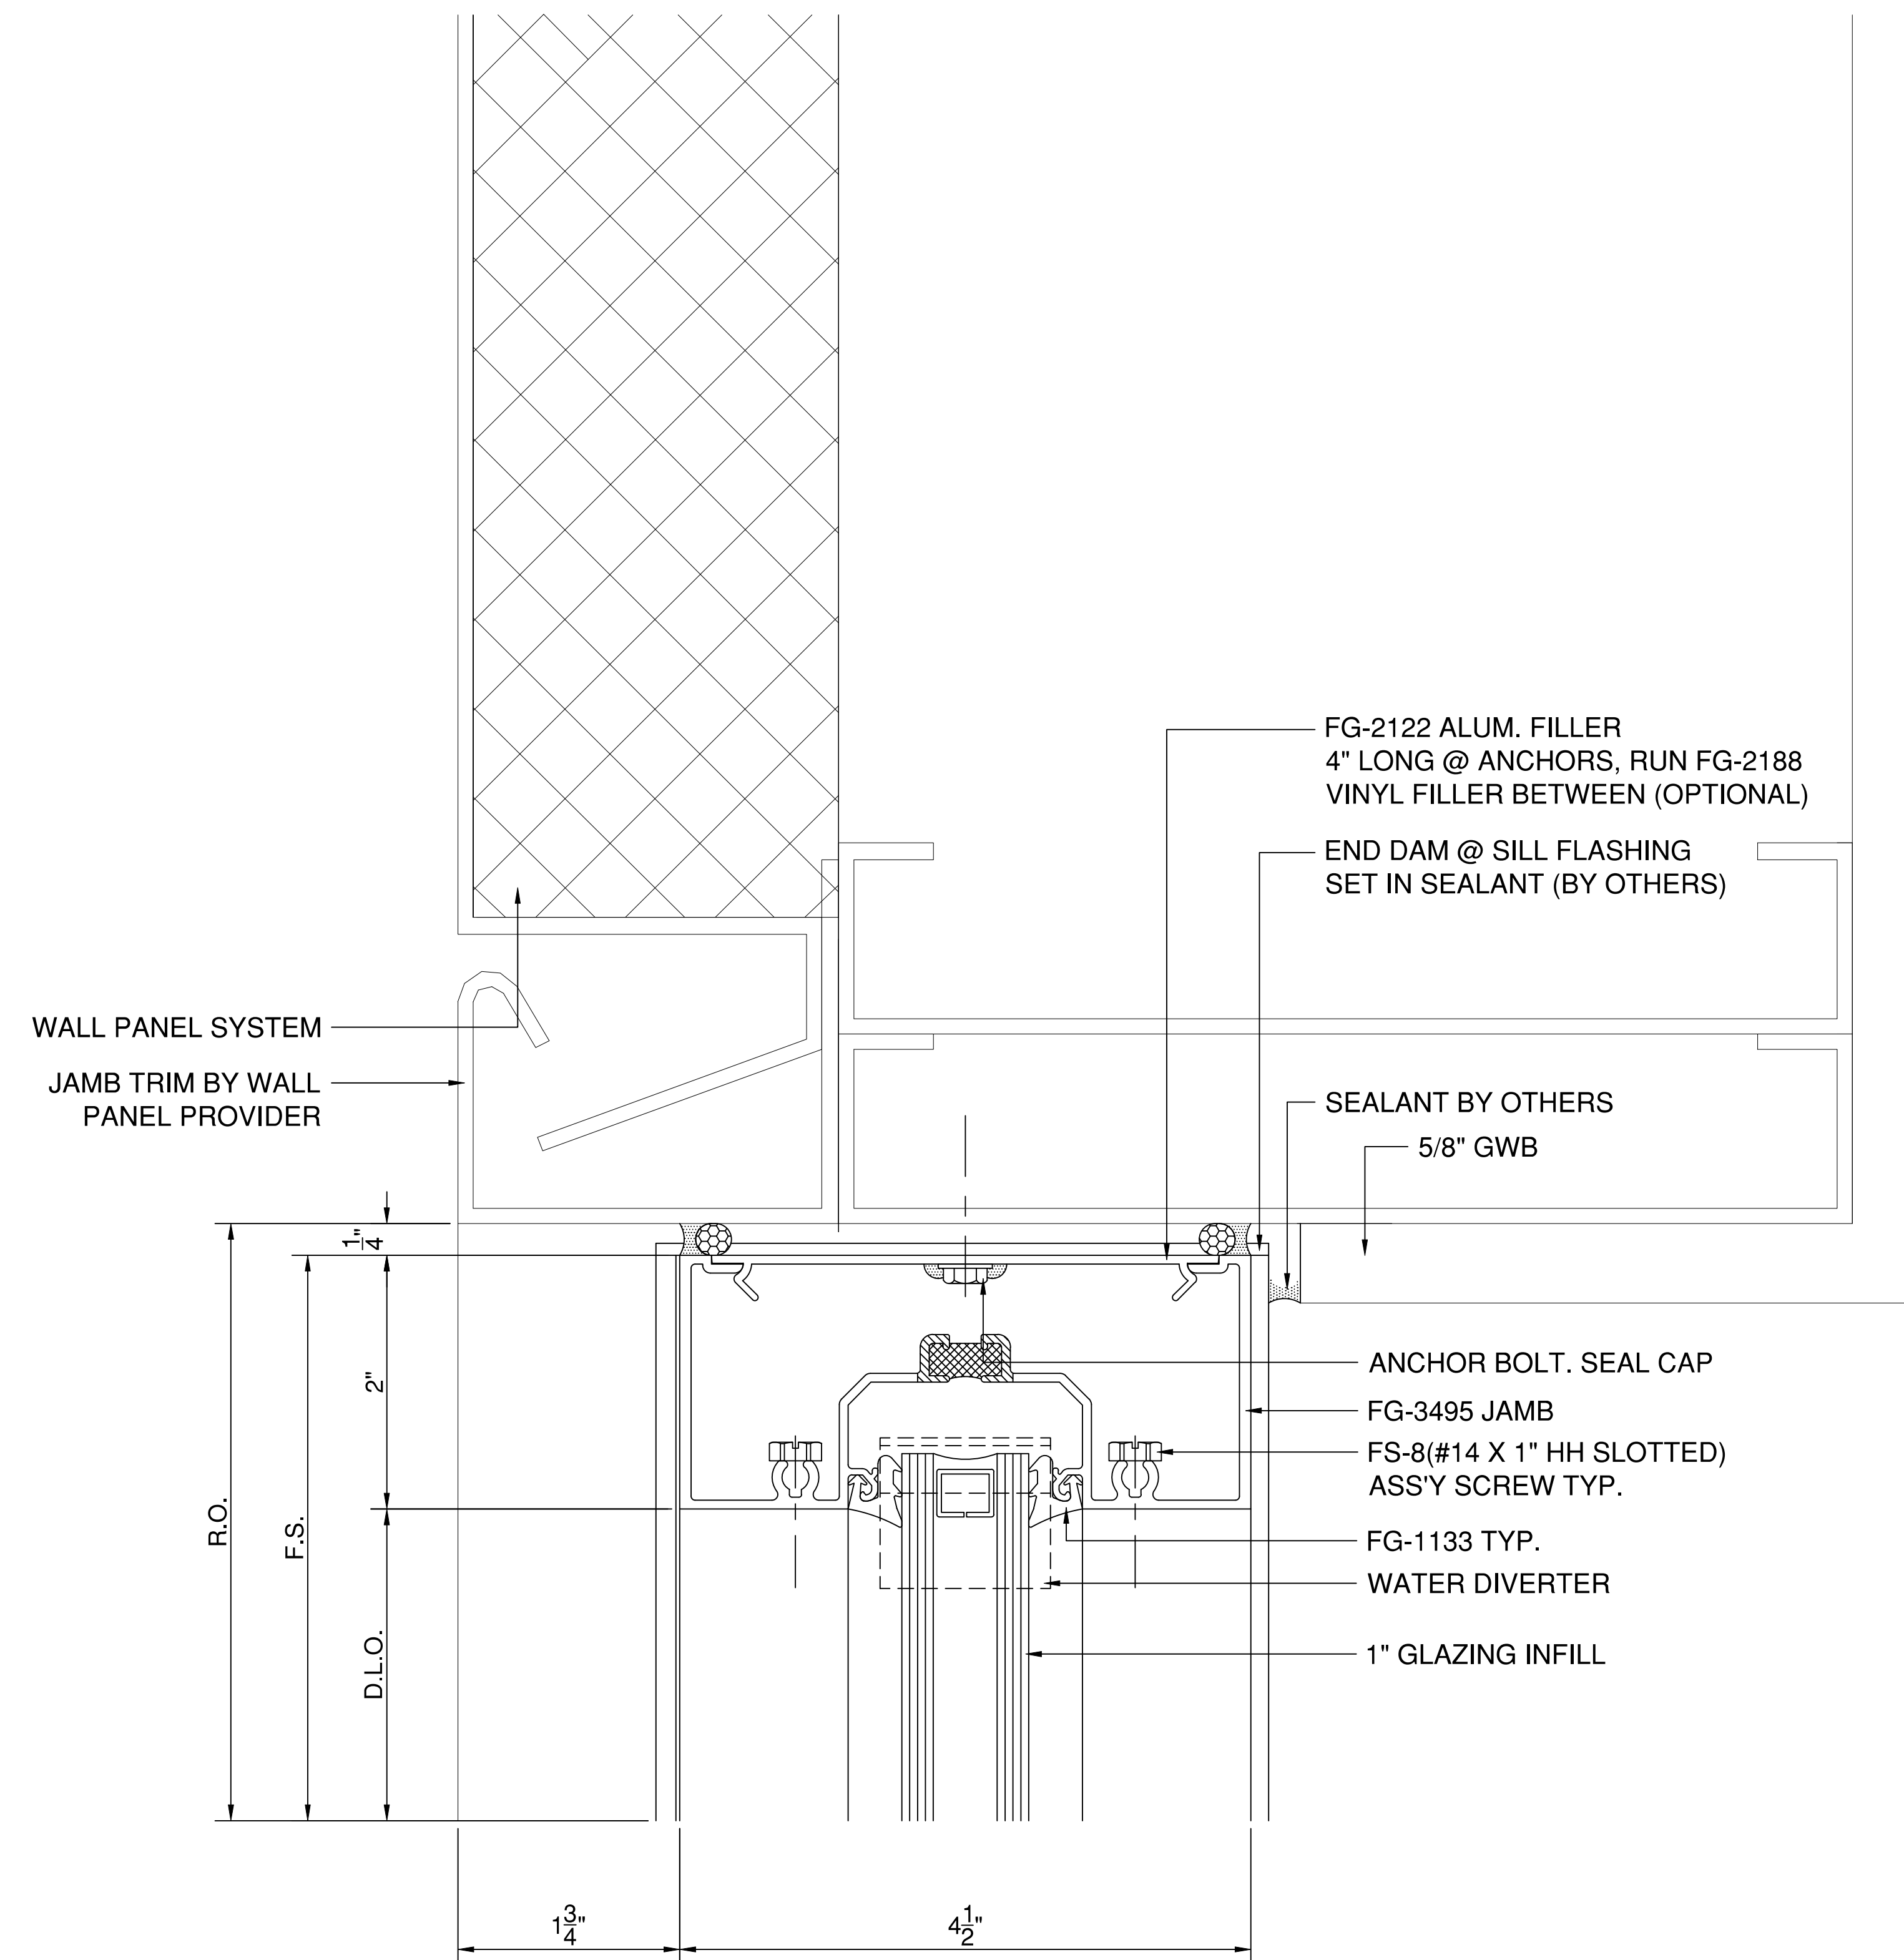 FG-2122 ALUM. FILLER
4" LONG @ ANCHORS, RUN FG-2188
VINYL FILLER BETWEEN (OPTIONAL)
END DAM @ SILL FLASHING
SET IN SEALANT (BY OTHERS)
WALL PANEL SYSTEM
JAMB TRIM BY WALL
PANEL PROVIDER
SEALANT BY OTHERS
5/8" GWB
1/4"
2"
ANCHOR BOLT. SEAL CAP
FG-3495 JAMB
FS-8(#14 X 1" HH SLOTTED)
ASS'Y SCREW TYP.
R.O.
F.S.
FG-1133 TYP.
WATER DIVERTER
D.L.O.
1" GLAZING INFILL
1 3/4"
4 1/2"